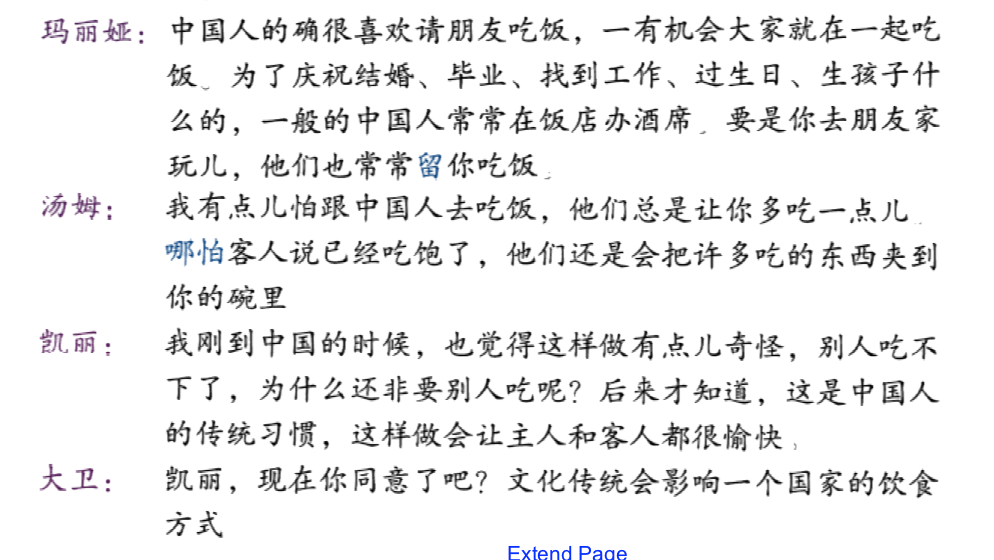 玛丽娅：中国人的确很喜欢请朋友吃饭，一有机会大家就在一起吃
饭。为了庆祝结婚、毕业、找到工作、过生日、生孩子什
么的，一般的中国人常常在饭店办酒席。要是你去朋友家
玩儿，他们也常常留你吃饭。
汤姆：我有点儿怕跟中国人去吃饭，他们总是让你多吃一点儿。
哪怕客人说已经吃饱了，他们还是会把许多吃的东西夹到
你的碗里
凯丽：我刚到中国的时候，也觉得这样做有点儿奇怪，别人吃不
下了，为什么还非要别人吃呢？后来才知道，这是中国人
的传统习惯，这样做会让主人和客人都很愉快。
大卫：凯丽，现在你同意了吧？文化传统会影响一个国家的饮食
方式
Extend Page